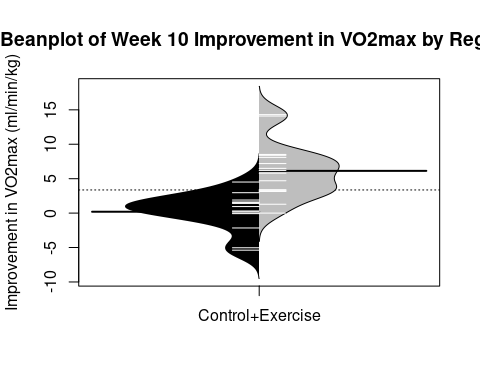 Beanplot of Week 10 Improvement in VO2max by Reg
Improvement in VO2max (ml/min/kg)
15
10
5
0
-5
-10
Control+Exercise